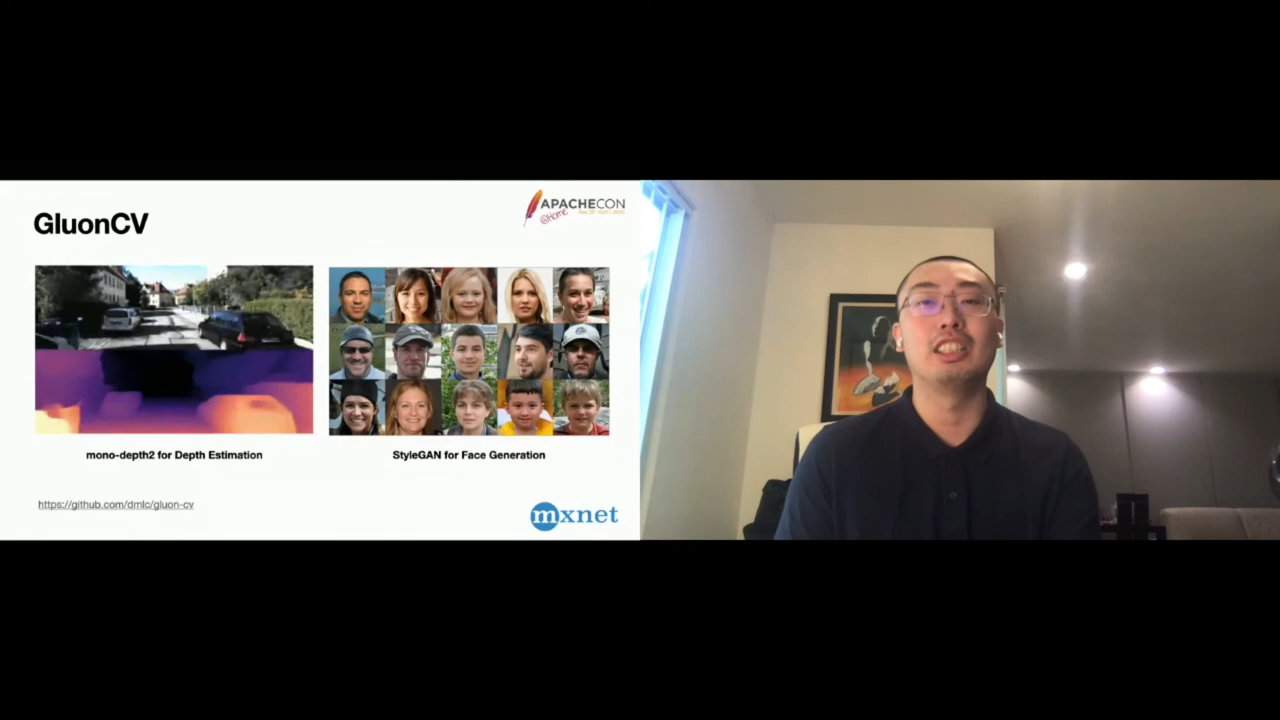 GluonCV
APACHECON
@Home
mono-depth2 for Depth Estimation
StyleGAN for Face Generation
https://github.com/dmlc/gluon-cv
mxnet